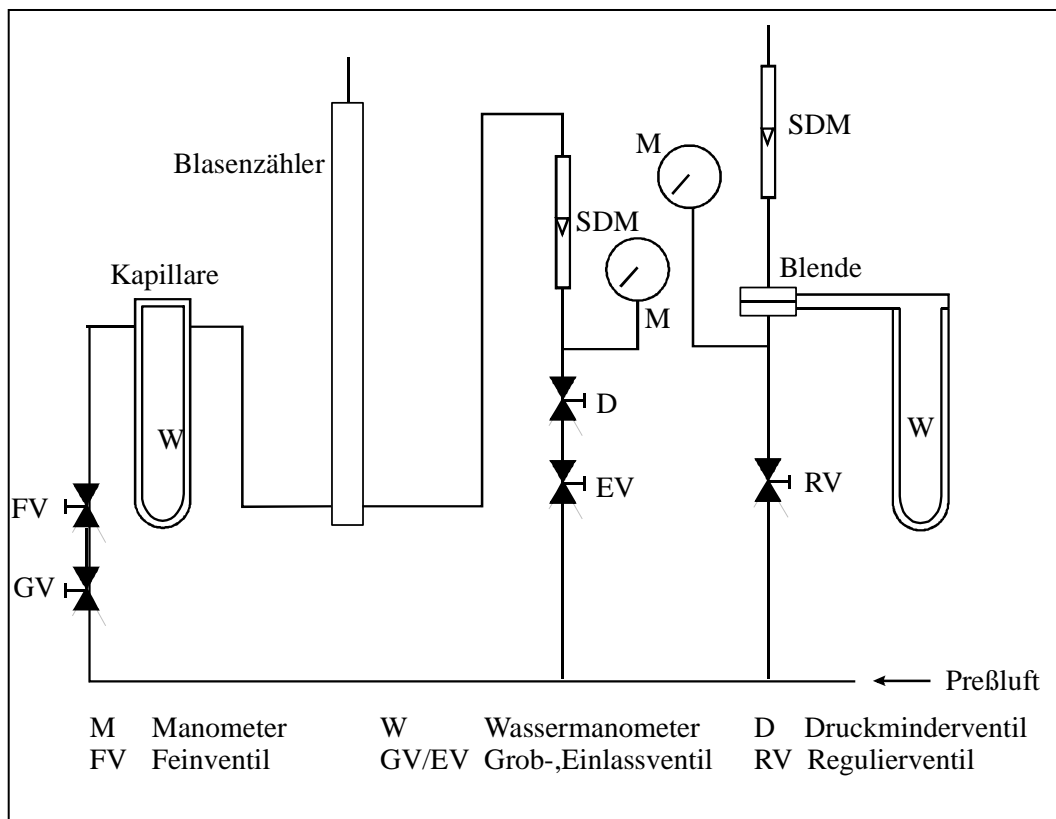 SDM
M
Blasenzähler
SDM
Kapillare
Blende
M
D
W
W
EV
RV
FV
GV
Preßluft
M Manometer W Wassermanometer D Druckminderventil
FV Feinventil GV/EV Grob-,Einlassventil RV Regulierventil